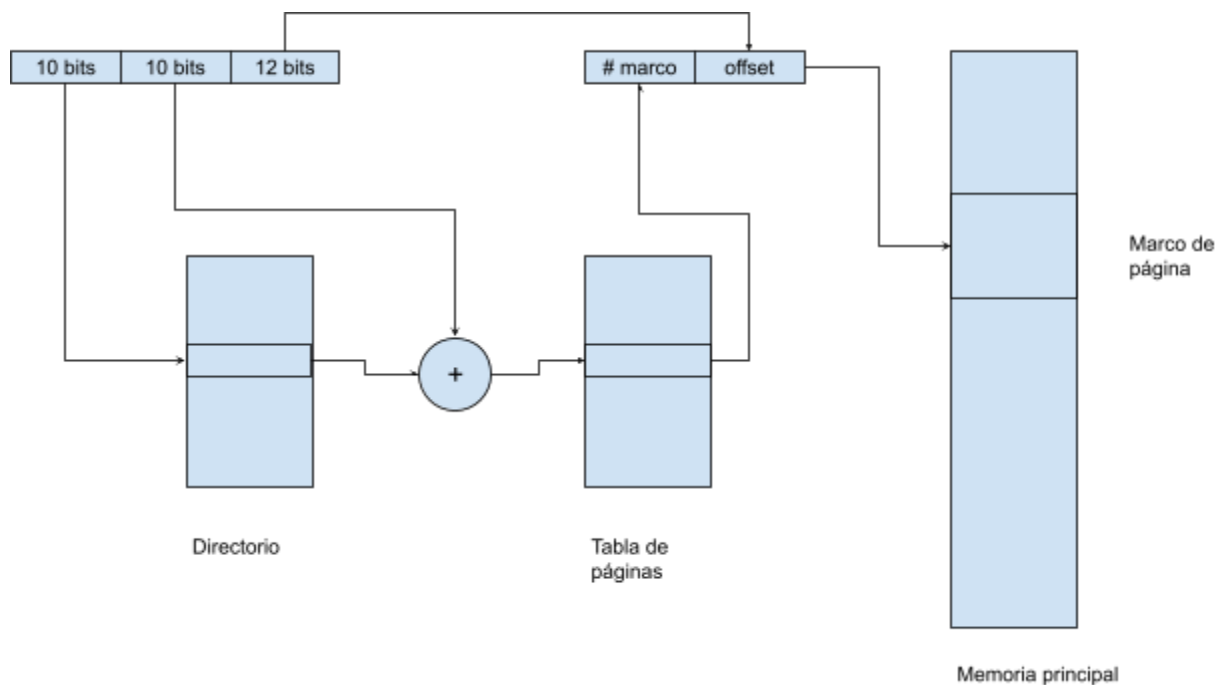 10 bits 10 bits 12 bits
# marco offset
Marco de
página
+
Directorio
Tabla de
páginas
Memoria principal